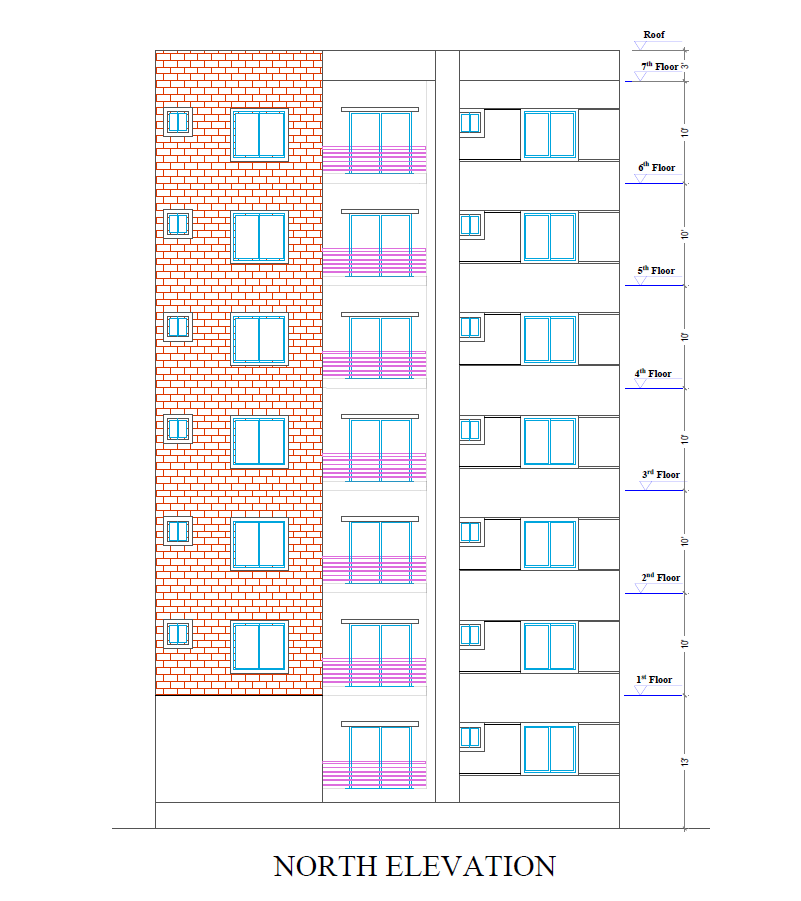 Roof
7th Floor
3'
10'
6th Floor
10'
5th Floor
10'
4th Floor
10'
3rd Floor
10'
2nd Floor
10'
1st Floor
13'
NORTH ELEVATION